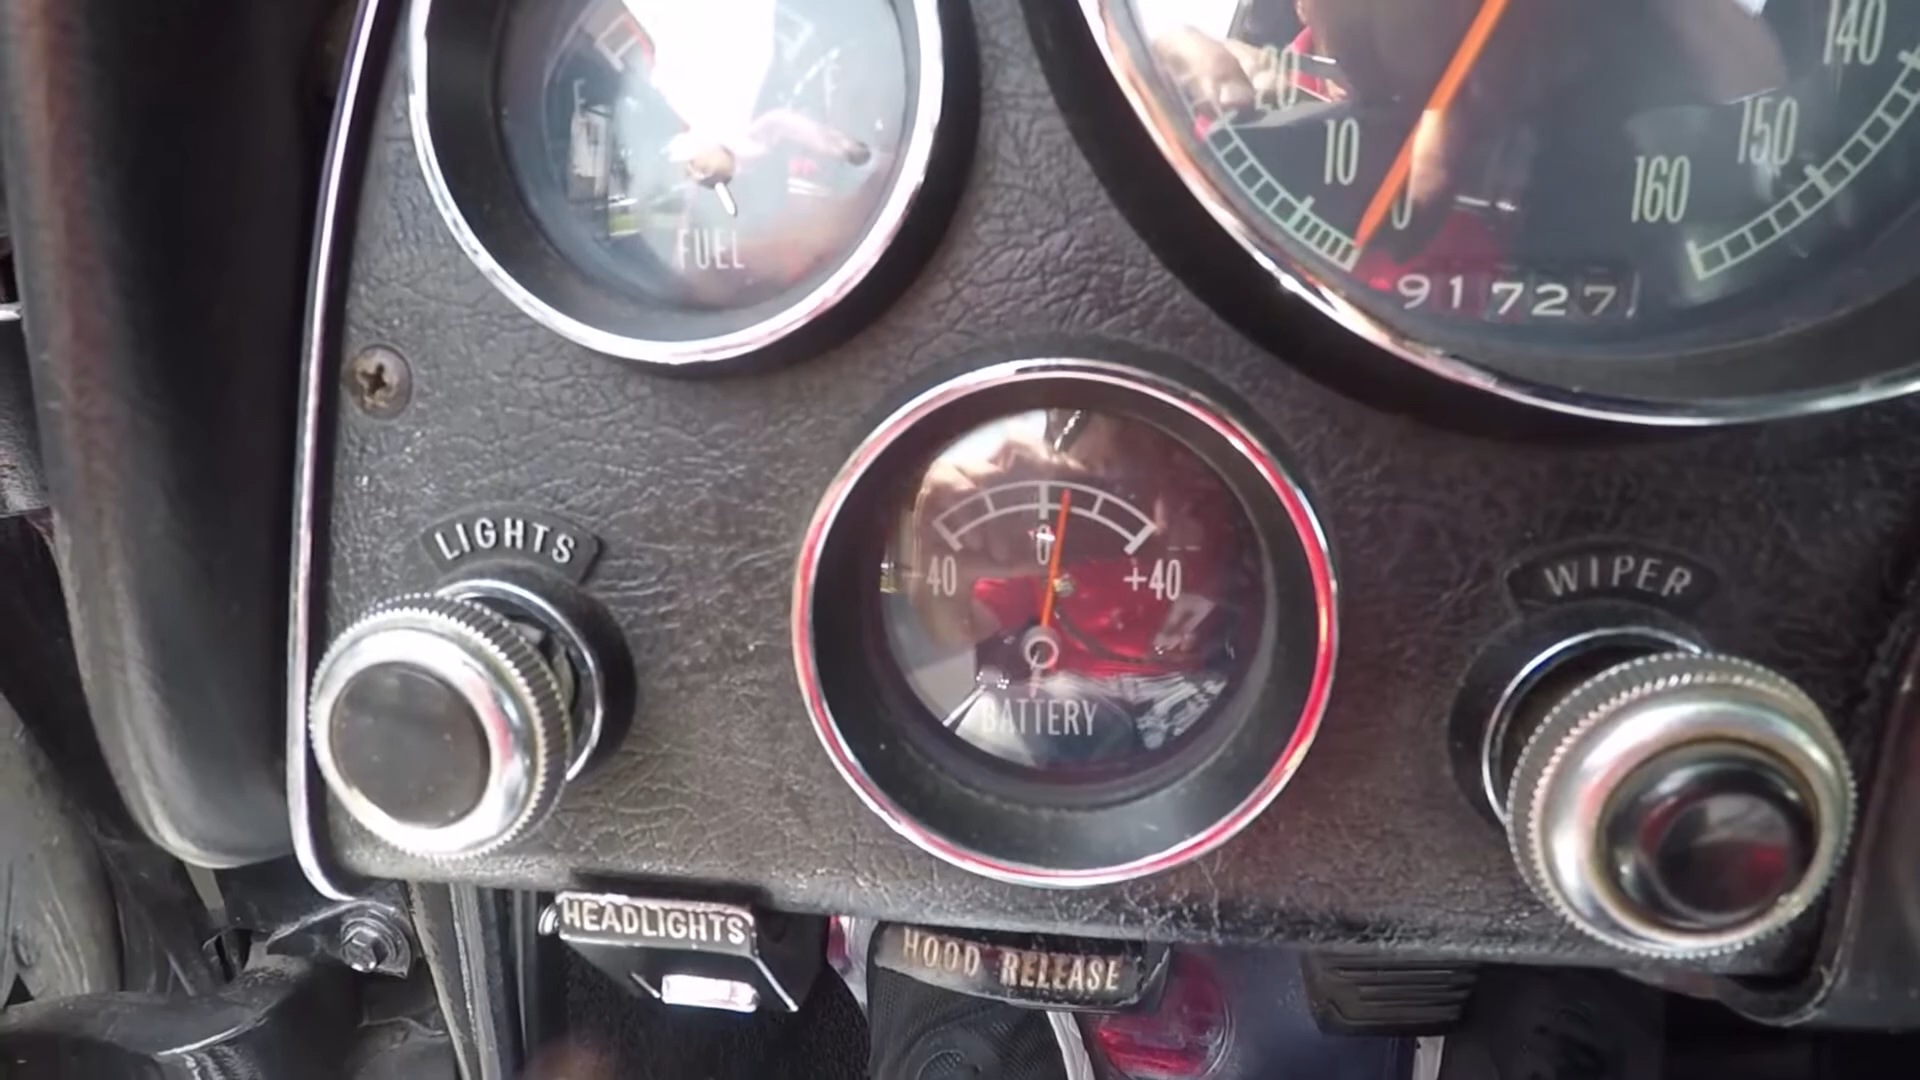 E F
FUEL
20
10
0
140
150
160
91727
LIGHTS
40 0 +40
BATTERY
WIPER
HEADLIGHTS
HOOD RELEASE